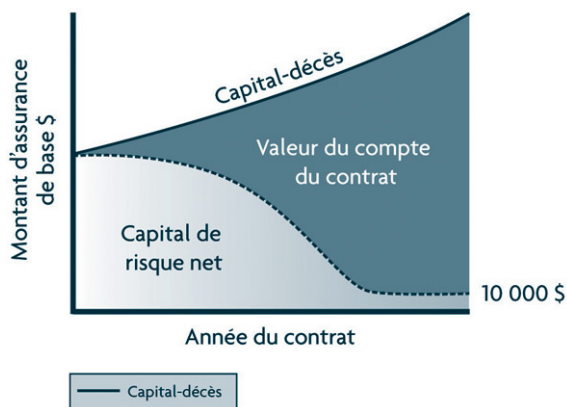 Montant d'assurance
de base $
Capital-décès
Valeur du compte
du contrat
Capital de
risque net
10 000 $
Année du contrat
Capital-décès